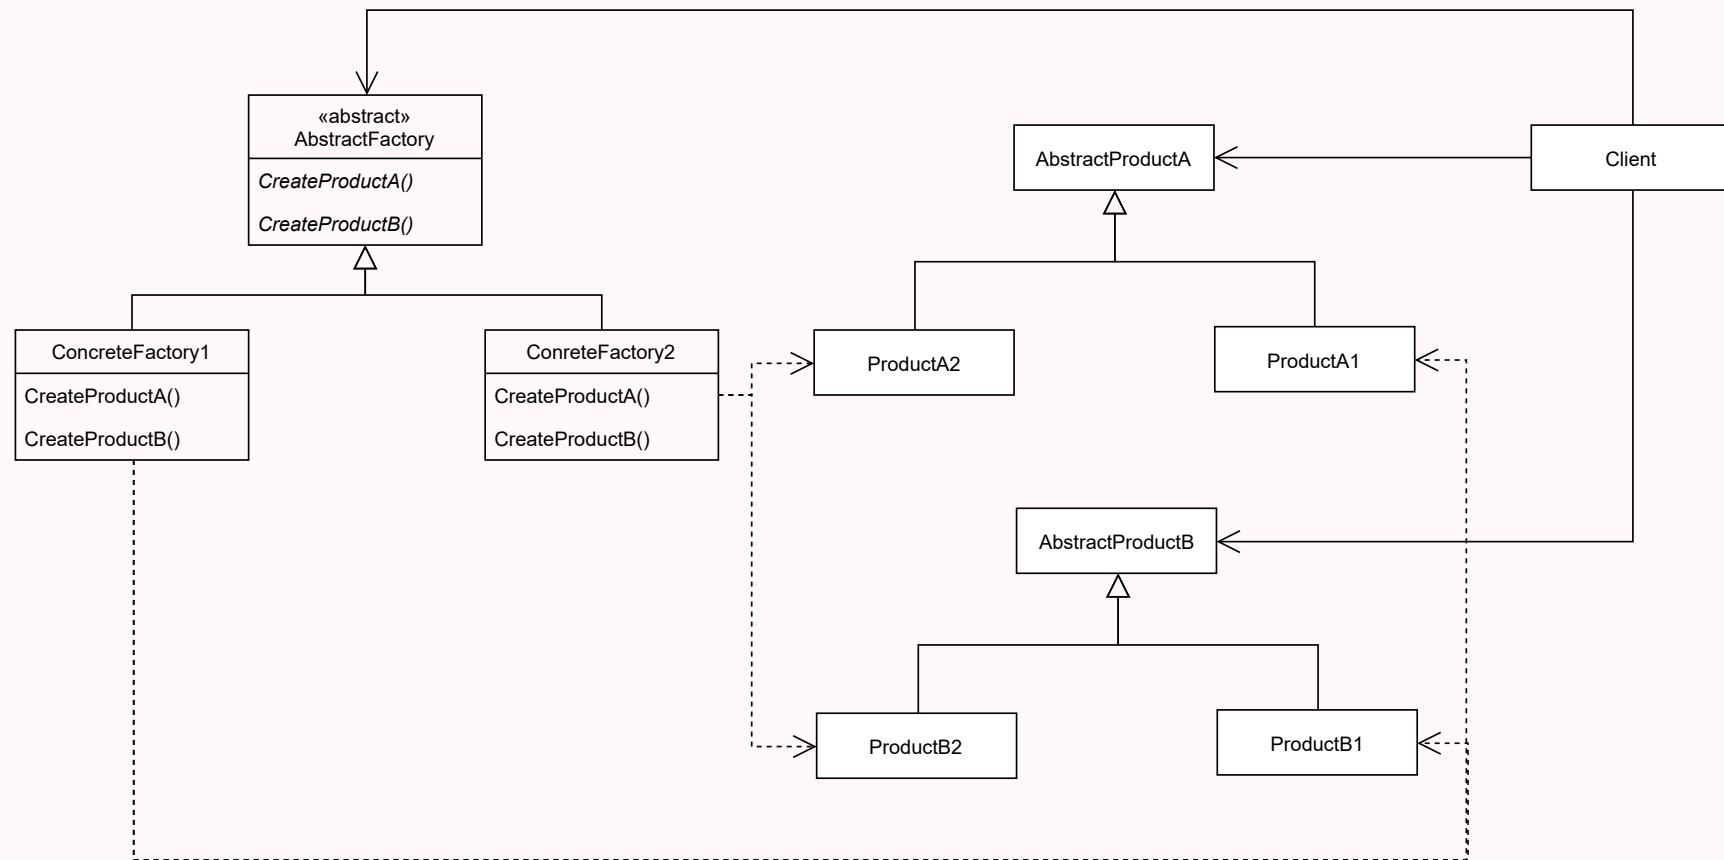 «abstract»
AbstractFactory
CreateProductA()
CreateProductB()
AbstractProductA
Client
ConcreteFactory1
CreateProductA()
CreateProductB()
ConreteFactory2
CreateProductA()
CreateProductB()
ProductA2
ProductA1
AbstractProductB
ProductB2
ProductB1